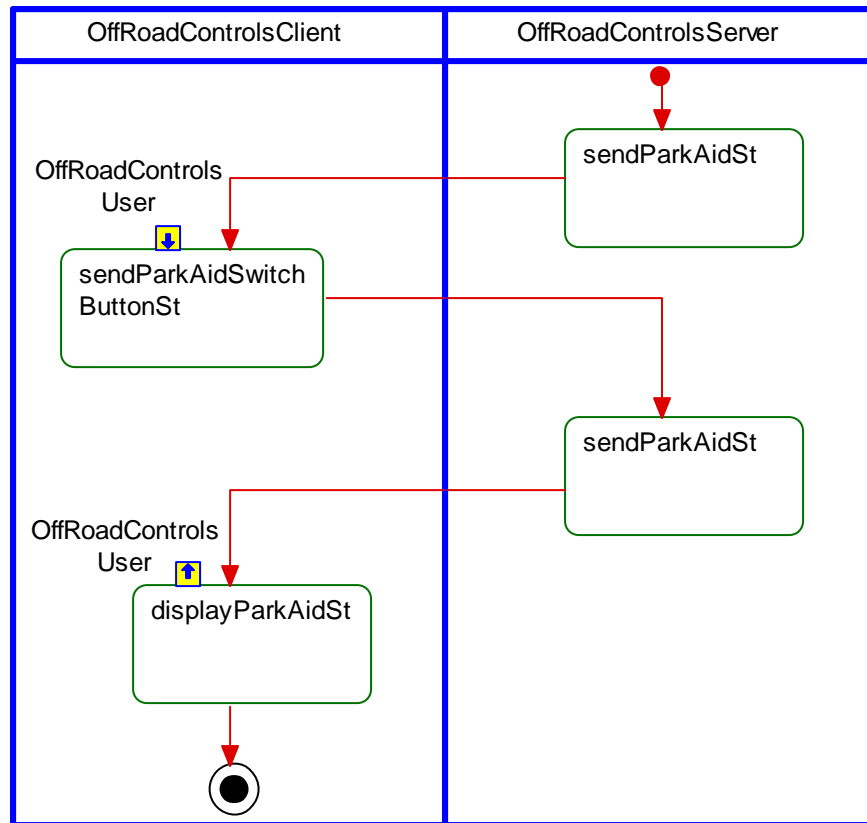 OffRoadControlsClient
OffRoadControlsServer
sendParkAidSt
OffRoadControls
User
sendParkAidSwitch
ButtonSt
sendParkAidSt
OffRoadControls
User
displayParkAidSt